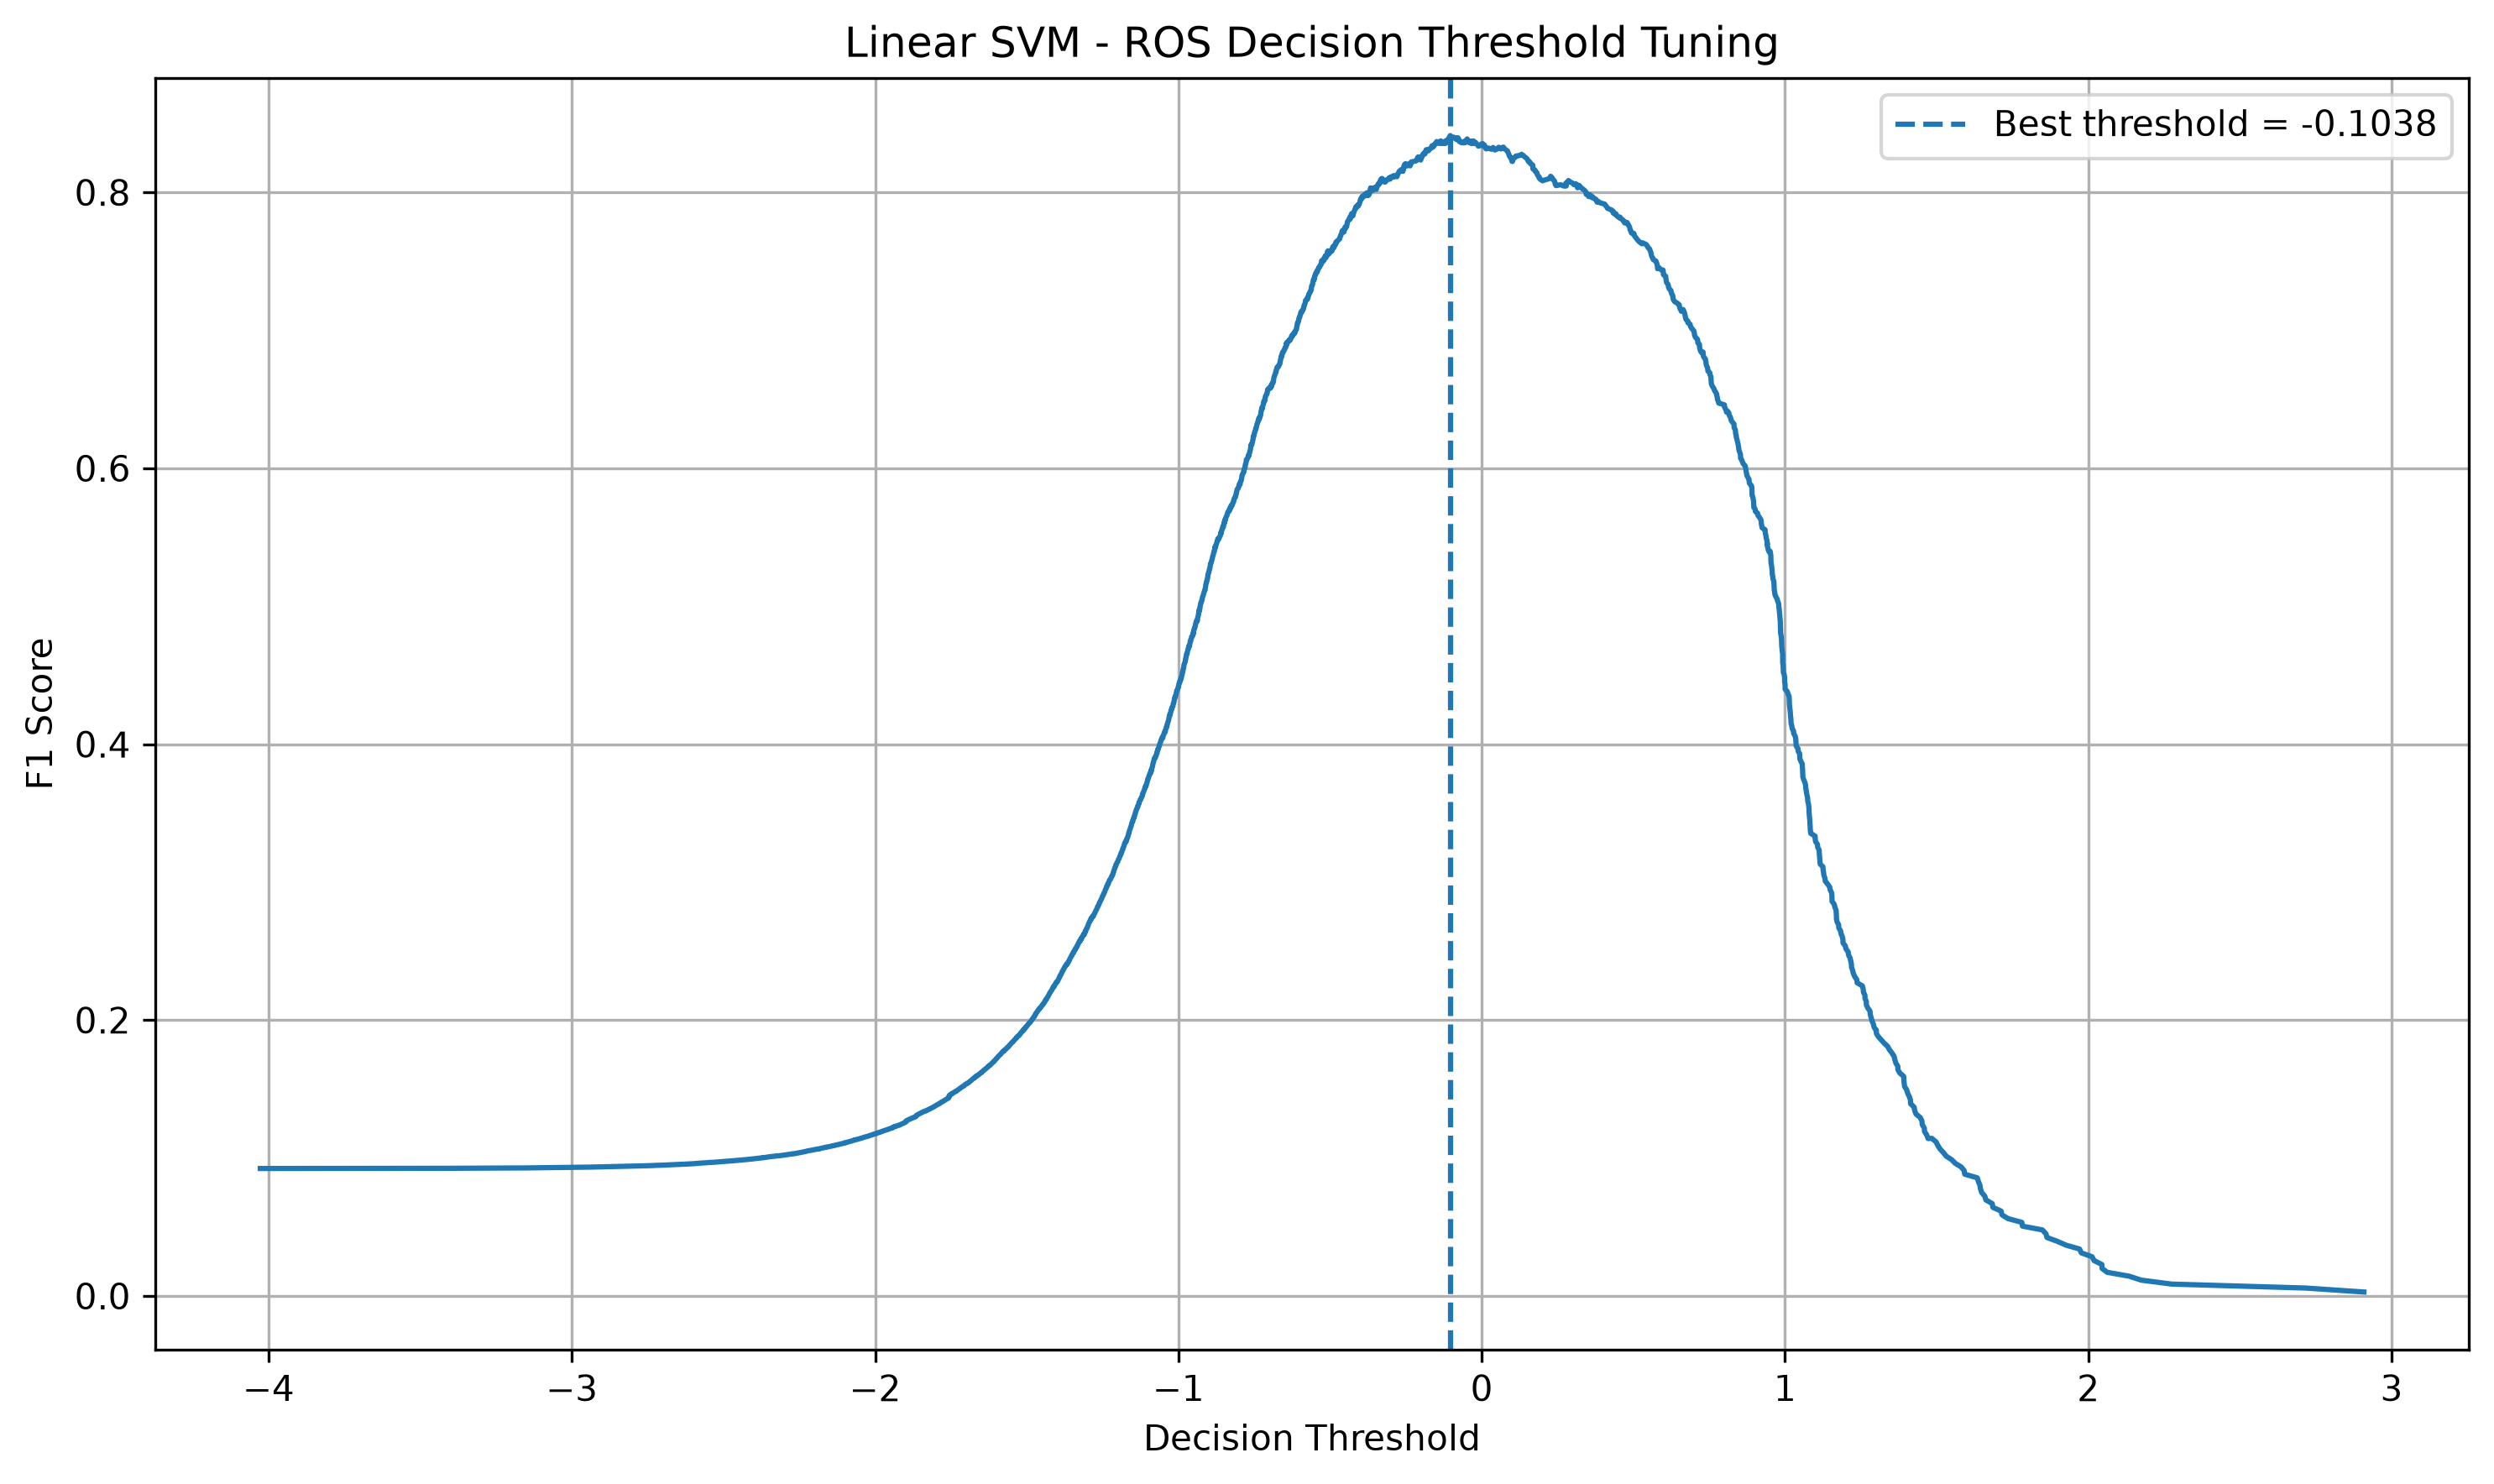 Linear SVM - ROS Decision Threshold Tuning
Best threshold = -0.1038
F1 Score
0.8
0.6
0.4
0.2
0.0
−4 −3 −2 −1 0 1 2 3
Decision Threshold